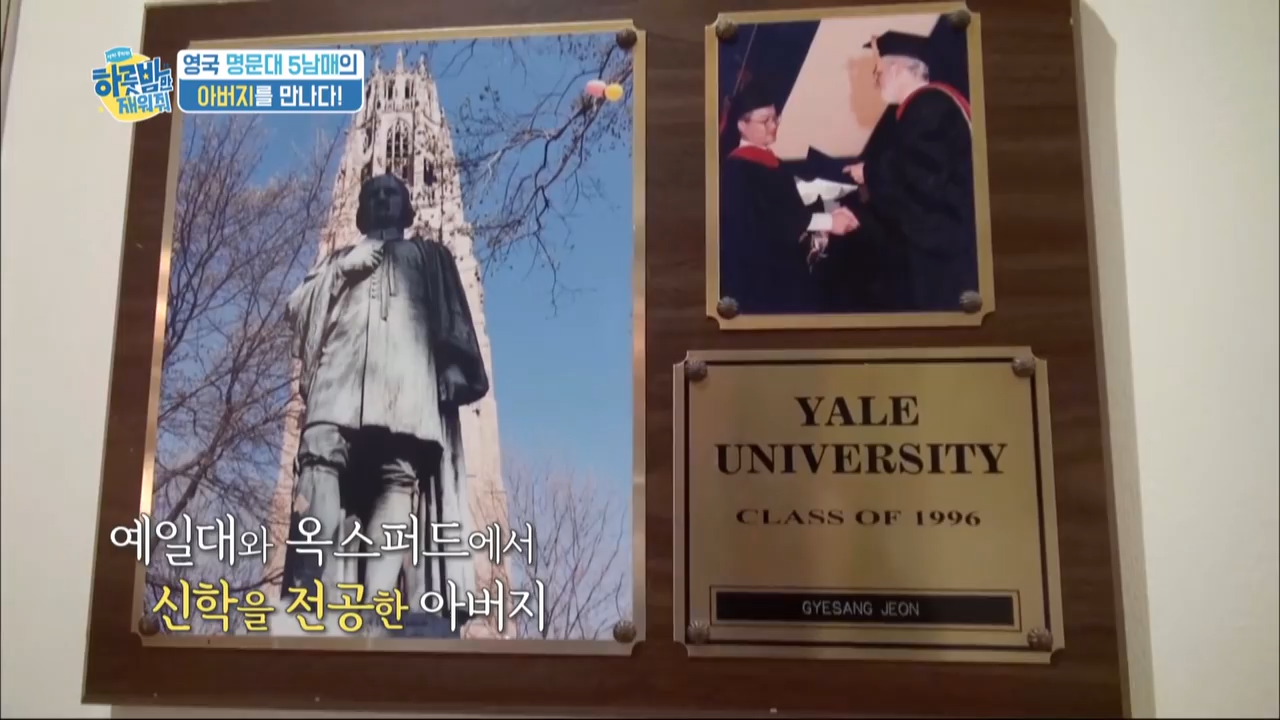 하룻밤만
재워줘
영국 명문대 5남매의
아버지를 만나다!
YALE
UNIVERSITY
CLASS OF 1996
GYESANG JEON
예일대와 옥스퍼드에서
신학을 전공한 아버지